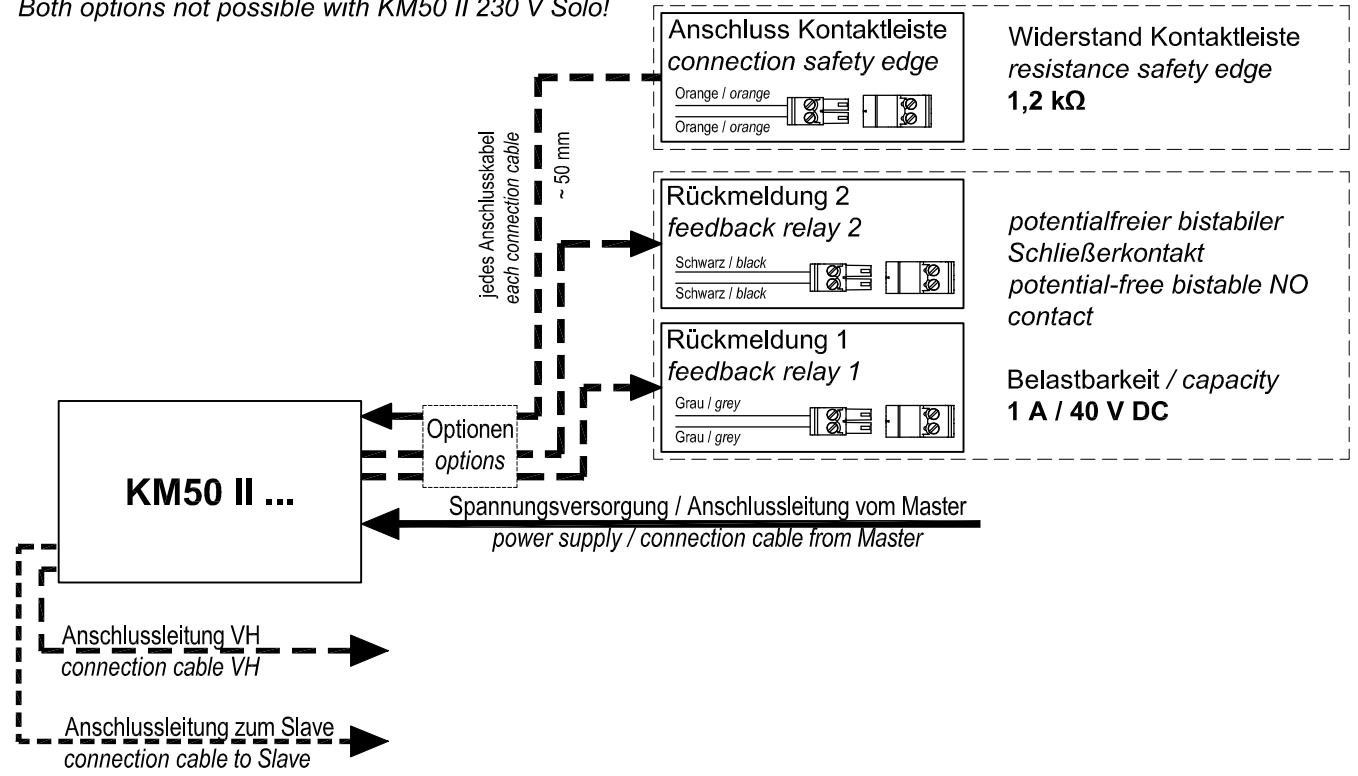 Both options not possible with KM50 II 230 V Solo!
Anschluss Kontaktleiste
connection safety edge
Orange / orange
Orange / orange
Widerstand Kontaktleiste
resistance safety edge
1,2 kΩ
jedes Anschlusskabel
each connection cable
~ 50 mm
Rückmeldung 2
feedback relay 2
Schwarz / black
Schwarz / black
potentialfreier bistabiler
Schließerkontakt
potential-free bistable NO
contact
Rückmeldung 1
feedback relay 1
Grau / grey
Grau / grey
Belastbarkeit / capacity
1 A / 40 V DC
Optionen
options
KM50 II ...
Spannungsversorgung / Anschlussleitung vom Master
power supply / connection cable from Master
Anschlussleitung VH
connection cable VH
Anschlussleitung zum Slave
connection cable to Slave